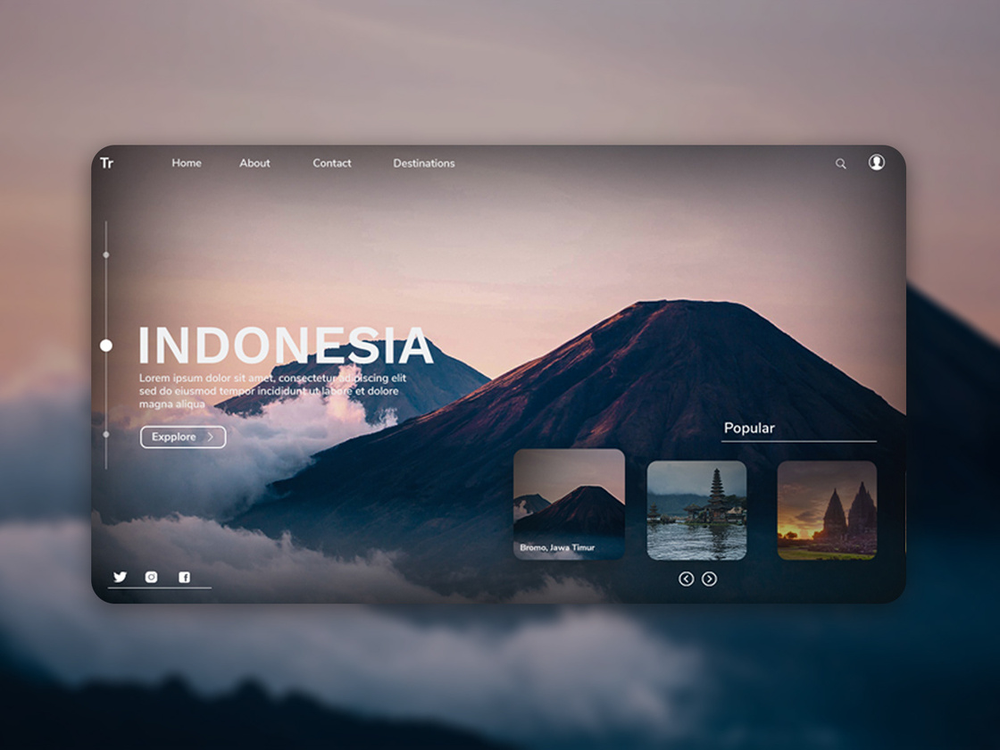 Tr
Home
About
Contact
Destinations
INDONESIA
Lorem ipsum dolor sit amet, consectetur adipiscing elit
sed do eiusmod tempor incididunt ut labore et dolore
magna aliqua
Expplore
Popular
Bromo, Jawa Timur